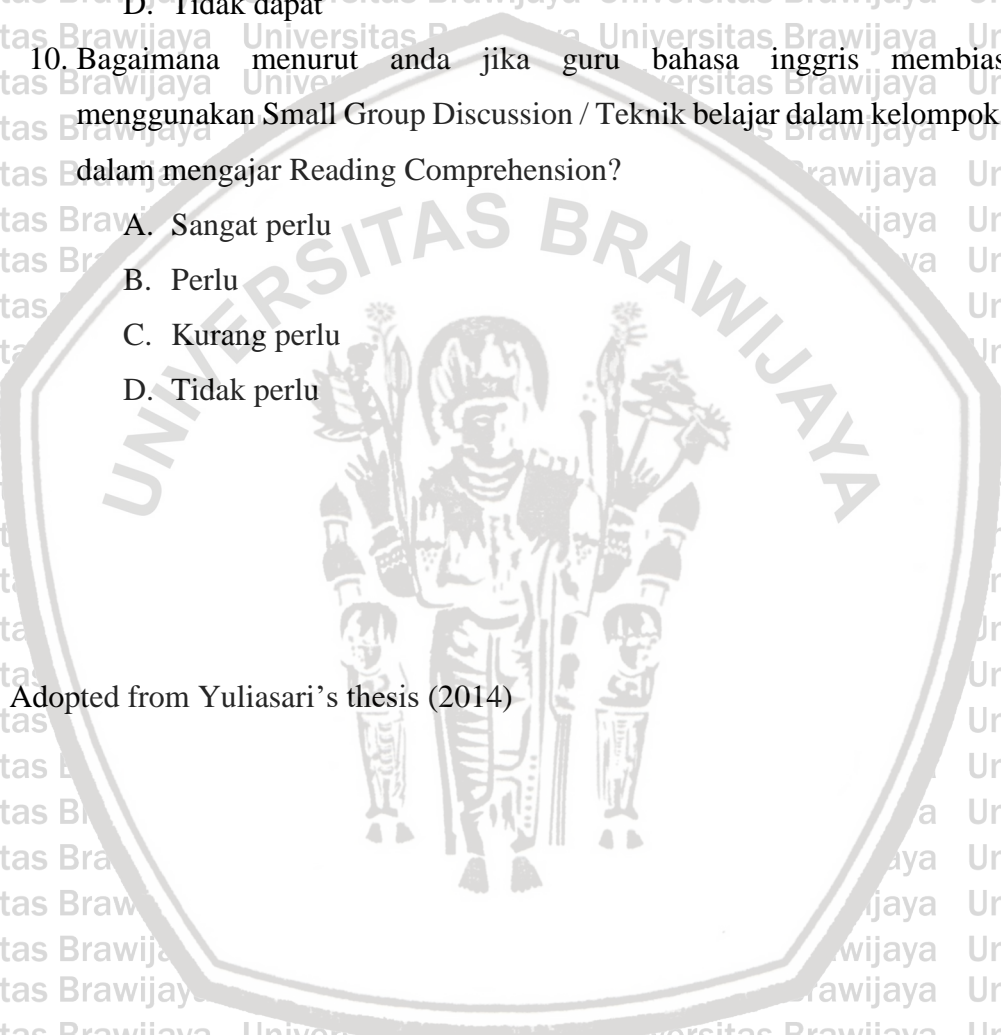 D. Tidak dapat
10. Bagaimana menurut anda jika guru bahasa inggris membias
menggunakan Small Group Discussion / Teknik belajar dalam kelompok
dalam mengajar Reading Comprehension?
A. Sangat perlu
B. Perlu
C. Kurang perlu
D. Tidak perlu
UNIVERSITAS BRAWIJAYA
Adopted from Yuliasari’s thesis (2014)